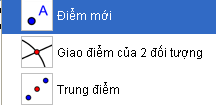 Điểm mới
Giao điểm của 2 đối tượng
Trung điểm